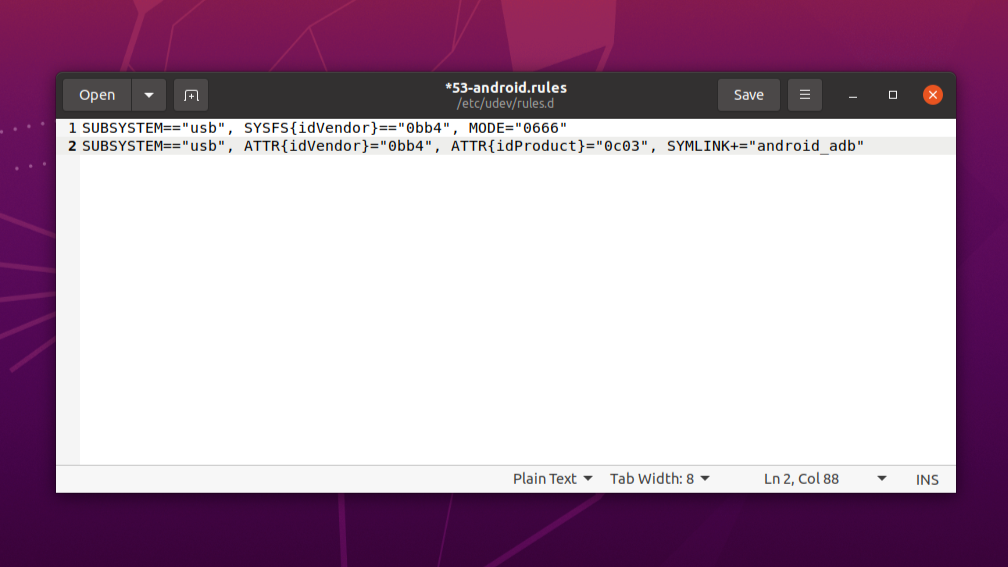 Open
*53-android.rules
/etc/udev/rules.d
Save
1 SUBSYSTEM=="usb", SYSFS{idVendor}=="0bb4", MODE="0666"
2 SUBSYSTEM=="usb", ATTR{idVendor}="0bb4", ATTR{idProduct}="0c03", SYMLINK+="android_adb"
Plain Text Tab Width: 8 Ln 2, Col 88 INS